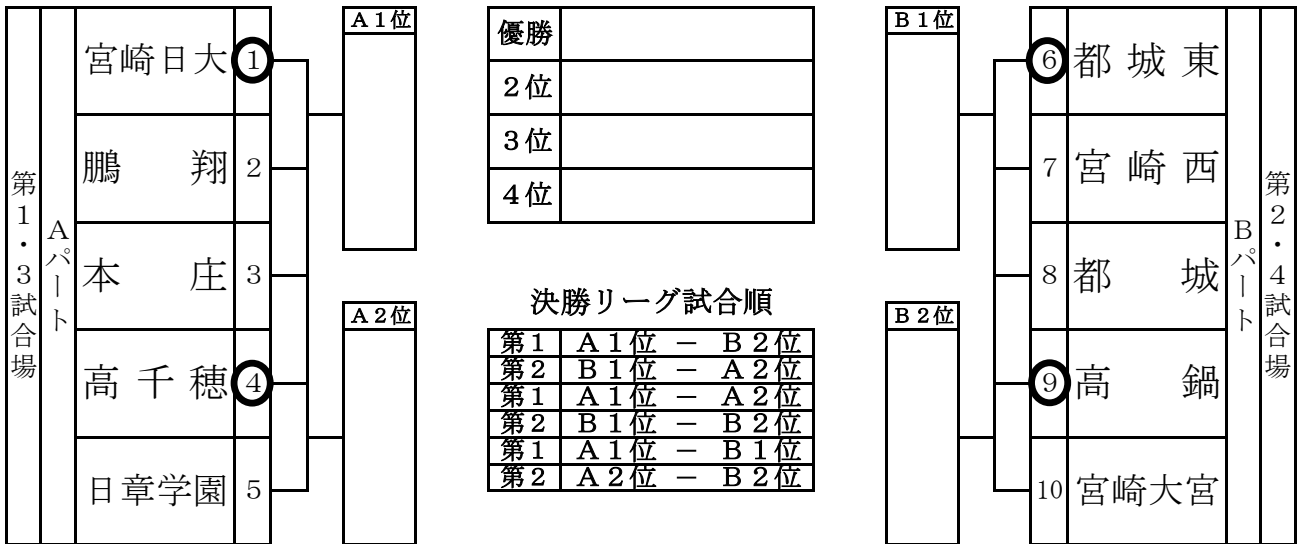 第1・3試合場
Aパート
宮崎日大 1
鵬翔 2
本庄 3
高千穂 4
日章学園 5
A1位
A2位
優勝
2位
3位
4位
決勝リーグ試合順
第1 A1位 － B2位
第2 B1位 － A2位
第1 A1位 － A2位
第2 B1位 － B2位
第1 A1位 － B1位
第2 A2位 － B2位
B1位
B2位
6 都城東
7 宮崎西
8 都城
9 高鍋
10 宮崎大宮
Bパート
第2・4試合場